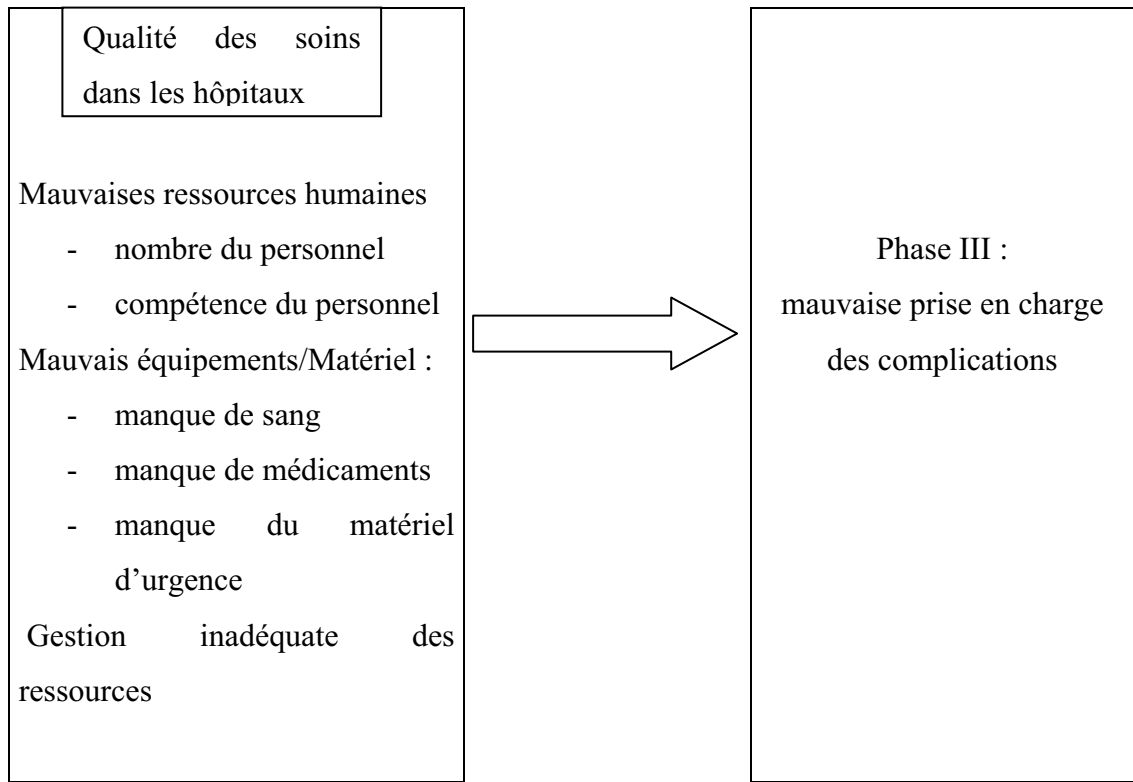 Qualité des soins
dans les hôpitaux
Mauvaises ressources humaines
- nombre du personnel
- compétence du personnel
Mauvais équipements/Matériel :
- manque de sang
- manque de médicaments
- manque du matériel
d’urgence
Gestion inadéquate des
ressources
Phase III :
mauvaise prise en charge
des complications